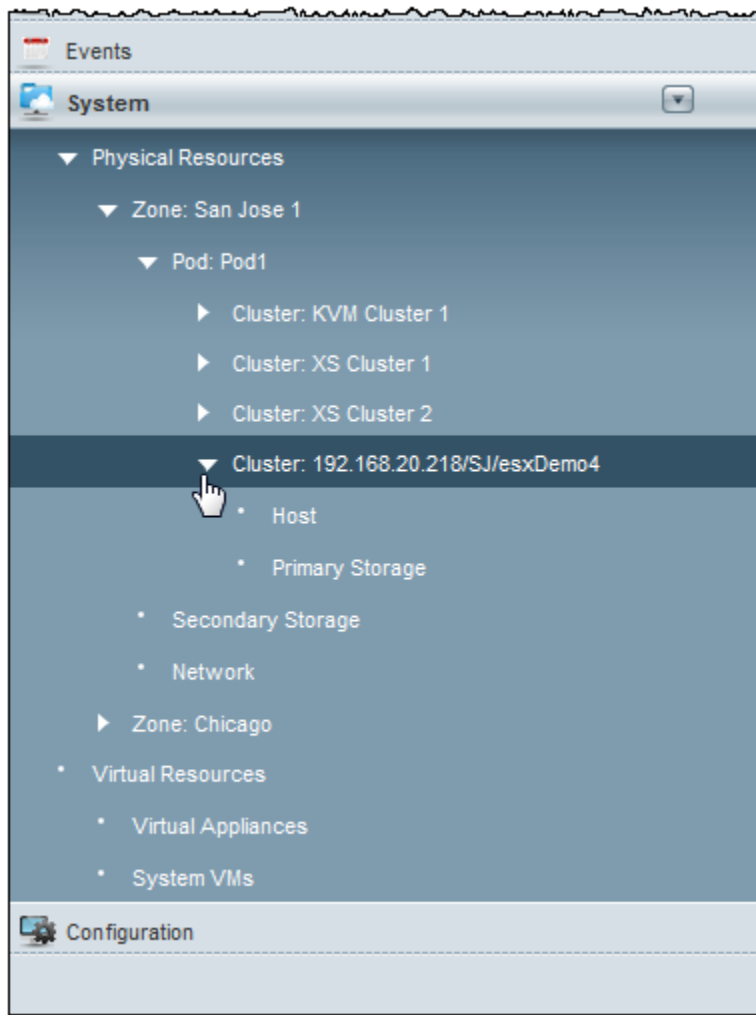 Events
System
Physical Resources
Zone: San Jose 1
Pod: Pod1
Cluster: KVM Cluster 1
Cluster: XS Cluster 1
Cluster: XS Cluster 2
Cluster: 192.168.20.218/SJ/esxDemo4
Host
Primary Storage
Secondary Storage
Network
Zone: Chicago
Virtual Resources
Virtual Appliances
System VMs
Configuration